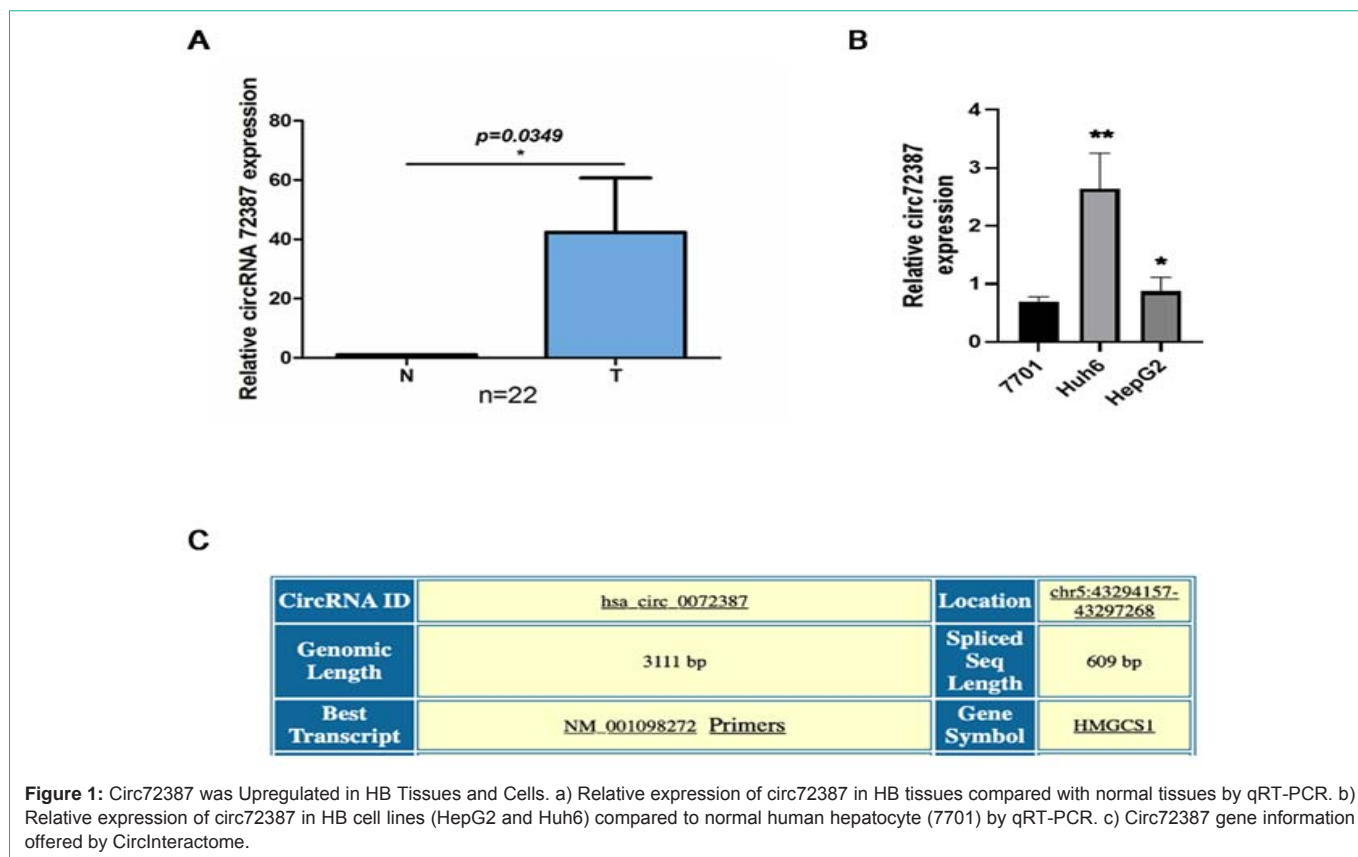 A
Relative circRNA 72387 expression
80
60
40
20
0
p=0.0349
*
N
T
n=22
B
Relative circ72387
expression
4
3
2
1
0
**
*
7701
Huh6
HepG2
C
CircRNA ID
hsa_circ_0072387
Location
chr5:43294157-
43297268
Genomic
Length
3111 bp
Spliced
Seq
Length
609 bp
Best
Transcript
NM_001098272 Primers
Gene
Symbol
HMGCS1
Figure 1: Circ72387 was Upregulated in HB Tissues and Cells. a) Relative expression of circ72387 in HB tissues compared with normal tissues by qRT-PCR. b)
Relative expression of circ72387 in HB cell lines (HepG2 and Huh6) compared to normal human hepatocyte (7701) by qRT-PCR. c) Circ72387 gene information
offered by CircInteractome.